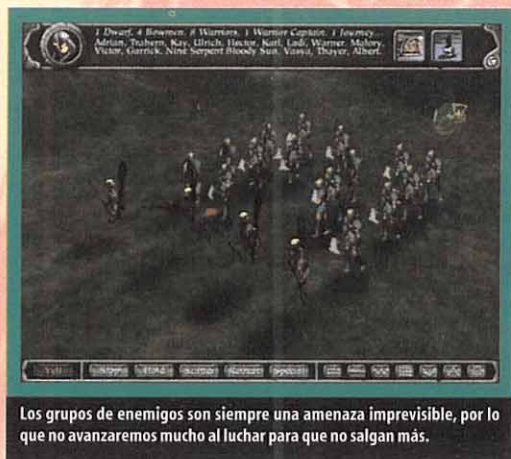 1 Dwarf. 4 Bowmen. 8 Warriors. 1 Warrior Captain. 1 Journey...
Adrian, Trahern, Kay, Ulrich, Hector, Karl, Ladi, Warner, Malory,
Victor, Garrick, Nine Serpent Bloody Sun, Vasya, Thayer, Albert.
Los grupos de enemigos son siempre una amenaza imprevisible, por lo
que no avanzaremos mucho al luchar para que no salgan más.